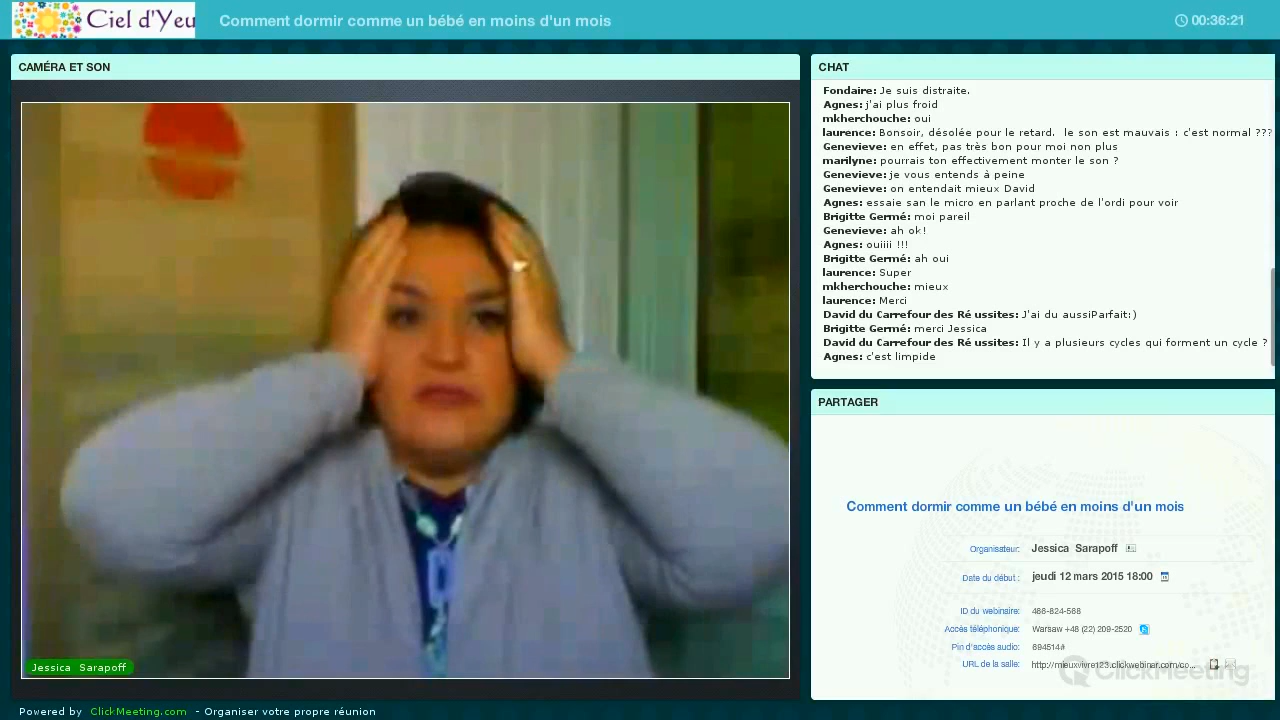 Ciel d'Yeu
Comment dormir comme un bébé en moins d'un mois
00:36:21
CAMÉRA ET SON
Jessica Sarapoff
CHAT
Fondaire: Je suis distraite.
Agnes: j'ai plus froid
mkherchouche: oui
laurence: Bonsoir, désolée pour le retard. le son est mauvais : c'est normal ???
Genevieve: en effet, pas très bon pour moi non plus
marilyne: pourrais ton effectivement monter le son ?
Genevieve: je vous entends à peine
Genevieve: on entendait mieux David
Agnes: essaie san le micro en parlant proche de l'ordi pour voir
Brigitte Germé: moi pareil
Genevieve: ah ok!
Agnes: ouiiii !!!
Brigitte Germé: ah oui
laurence: Super
mkherchouche: mieux
laurence: Merci
David du Carrefour des Ré ussites: J'ai du aussiParfait:)
Brigitte Germé: merci Jessica
David du Carrefour des Ré ussites: Il y a plusieurs cycles qui forment un cycle ?
Agnes: c'est limpide
PARTAGER
Comment dormir comme un bébé en moins d'un mois
Organisateur: Jessica Sarapoff
Date du début : jeudi 12 mars 2015 18:00
ID du webinaire: 466-824-568
Accès téléphonique: Warsaw +48 (22) 209-2520
Pin d'accès audio: 694514#
URL de la salle: http://mieuxvivre123.clickwebinar.com/co...
ClickMeeting
Powered by ClickMeeting.com - Organiser votre propre réunion